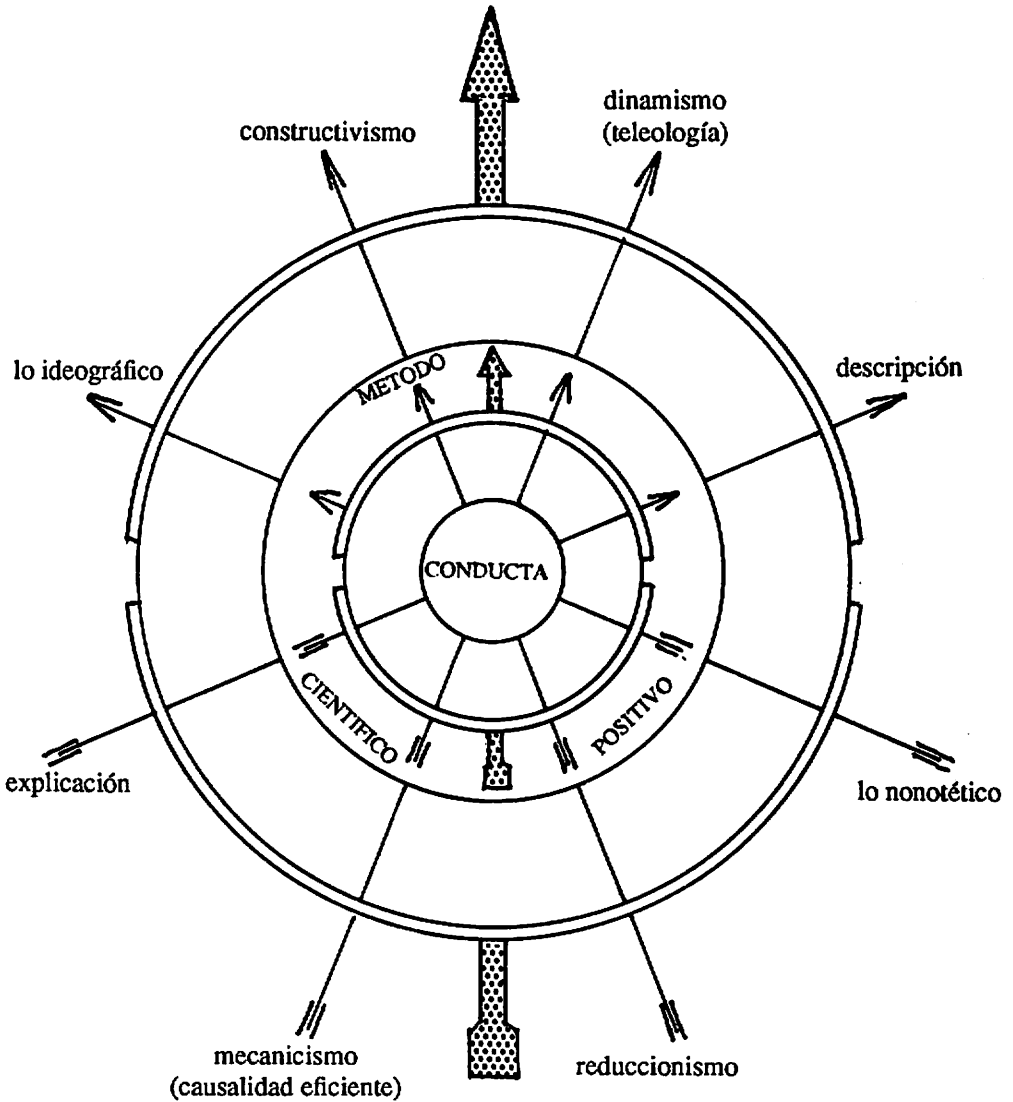 dinamismo
(teleología)
constructivismo
lo ideográfico
descripción
METODO
CONDUCTA
CIENTIFICO
POSITIVO
explicación
lo nonotético
mecanicismo
(causalidad eficiente)
reduccionismo